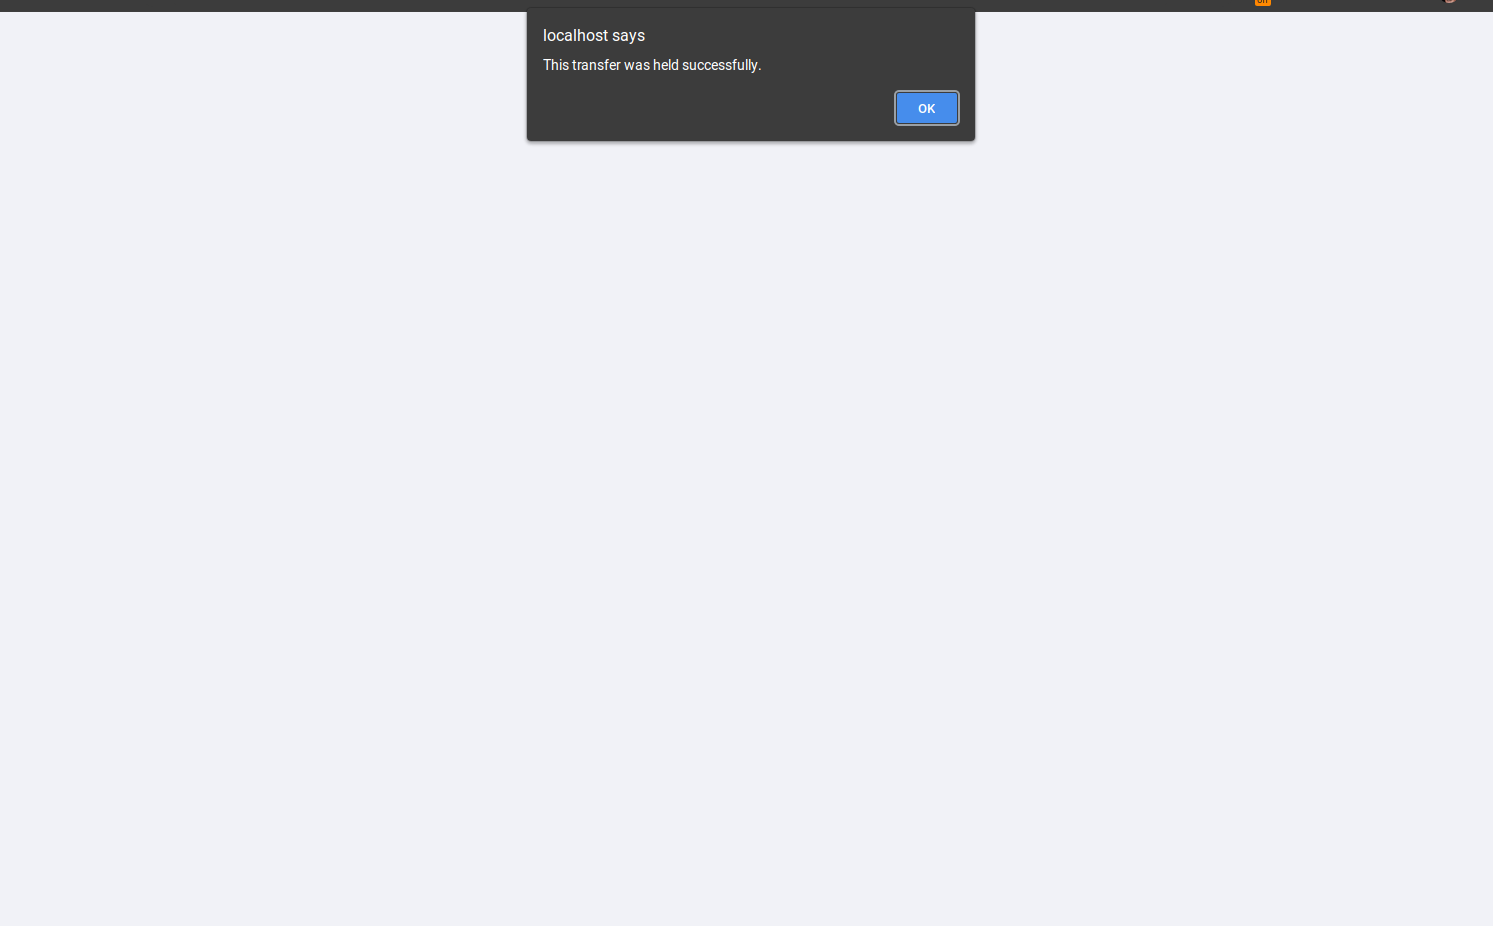 localhost says
This transfer was held successfully.
OK